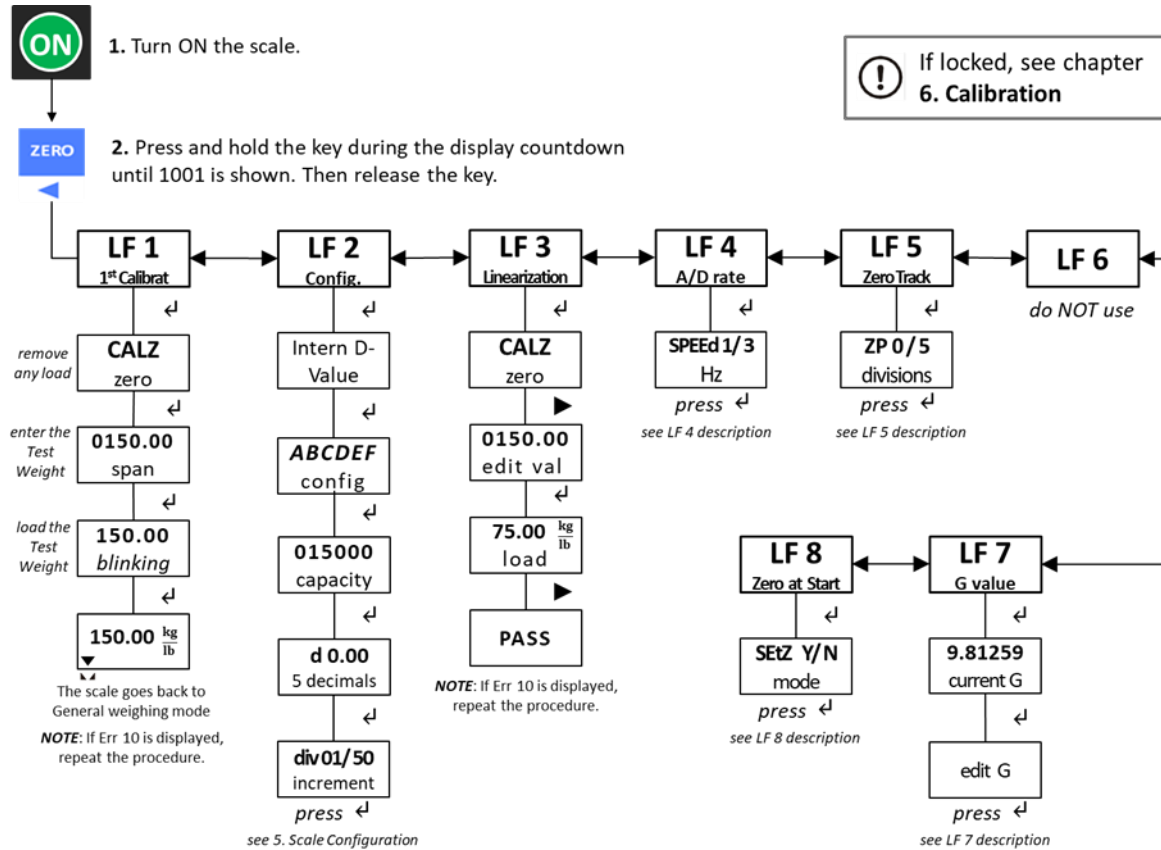 ON
1. Turn ON the scale.
If locked, see chapter
6. Calibration
ZERO
2. Press and hold the key during the display countdown
until 1001 is shown. Then release the key.
LF 1
1st Calibrat
remove
any load
CALZ
zero
enter the
Test
Weight
0150.00
span
load the
Test
Weight
150.00
blinking
150.00 kg
lb
The scale goes back to
General weighing mode
NOTE: If Err 10 is displayed,
repeat the procedure.
LF 2
Config.
Intern D-
Value
ABCDEF
config
015000
capacity
d 0.00
5 decimals
div 01/50
increment
press ↵
see 5. Scale Configuration
LF 3
Linearization
CALZ
zero
0150.00
edit val
75.00 kg
lb
load
PASS
NOTE: If Err 10 is displayed,
repeat the procedure.
LF 4
A/D rate
SPEEd 1/3
Hz
press ↵
see LF 4 description
LF 5
Zero Track
ZP 0/5
divisions
press ↵
see LF 5 description
LF 6
do NOT use
LF 8
Zero at Start
SEtZ Y/N
mode
press ↵
see LF 8 description
LF 7
G value
9.81259
current G
edit G
press ↵
see LF 7 description